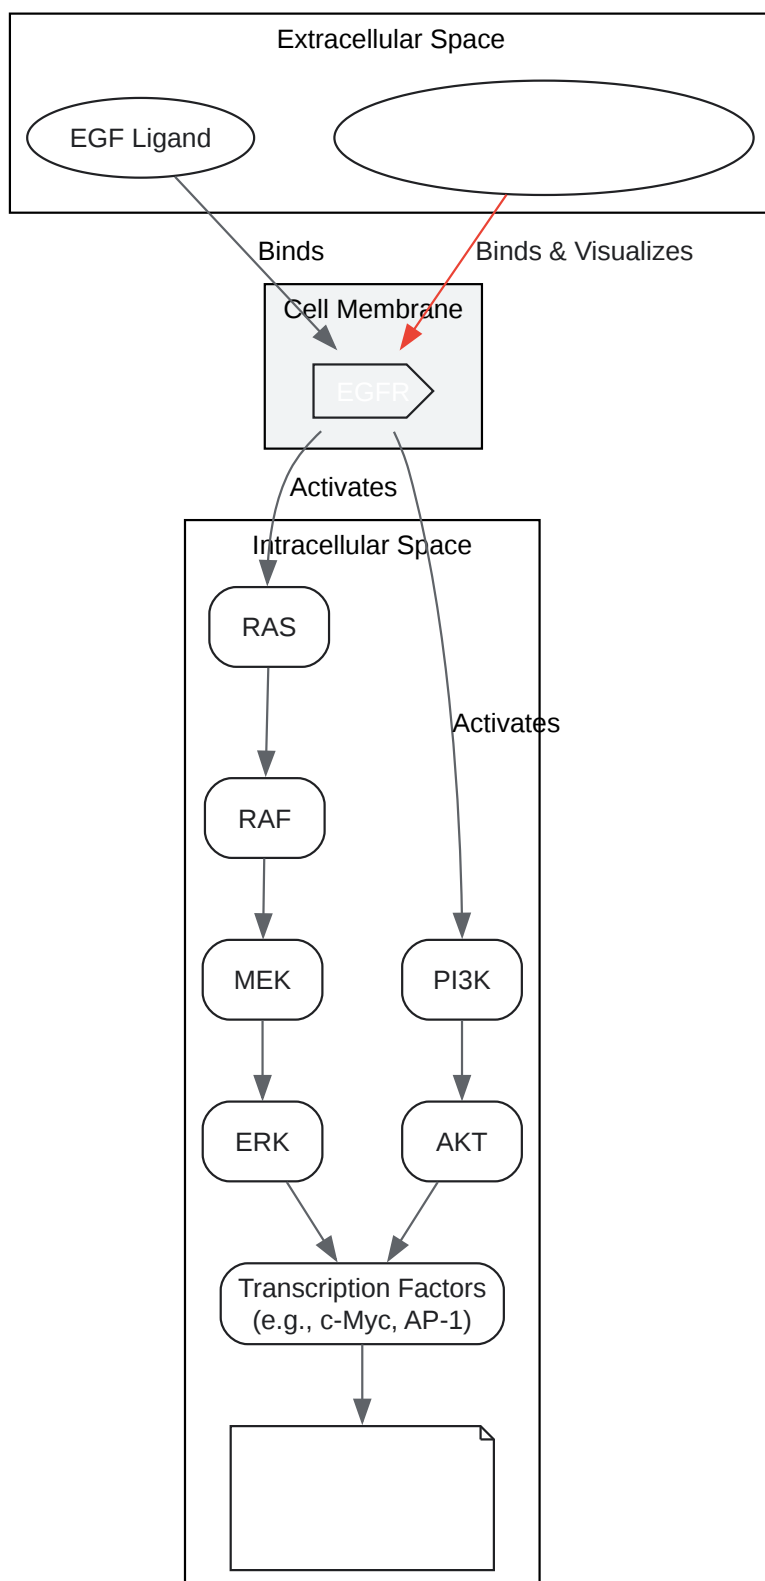 Extracellular Space
EGF Ligand
Binds
Binds & Visualizes
Cell Membrane
EGFR
Activates
Intracellular Space
RAS
Activates
RAF
MEK
PI3K
ERK
AKT
Transcription Factors
(e.g., c-Myc, AP-1)